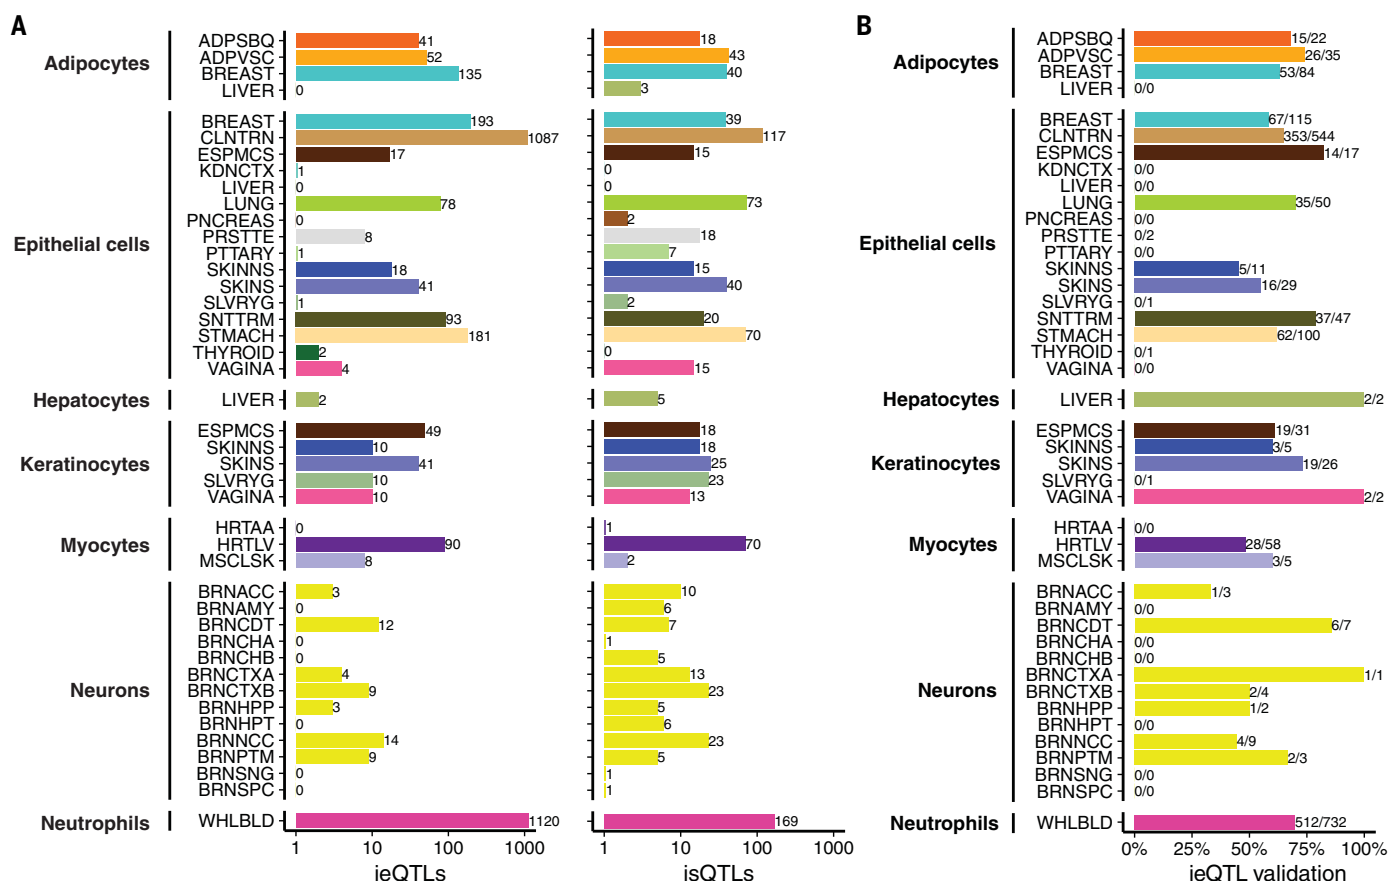 A
B
Adipocytes
ADPSBQ 41 18 15/22
ADPVSC 52 43 26/35
BREAST 135 40 53/84
LIVER 0 3 0/0
Epithelial cells
BREAST 193 39 67/115
CLNTRN 1087 117 353/544
ESPMCS 17 15 14/17
KDNCTX 1 0 0/0
LIVER 0 0 0/0
LUNG 78 73 35/50
PNCREAS 0 2 0/0
PRSTTE 8 18 0/2
PTTARY 1 7 0/0
SKINNS 18 15 5/11
SKINS 41 40 16/29
SLVRYG 1 2 0/1
SNTTRM 93 20 37/47
STMACH 181 70 62/100
THYROID 2 0 0/1
VAGINA 4 15 0/0
Hepatocytes
LIVER 2 5 2/2
Keratinocytes
ESPMCS 49 18 19/31
SKINNS 10 18 3/5
SKINS 41 25 19/26
SLVRYG 10 23 0/1
VAGINA 10 13 2/2
Myocytes
HRTAA 0 1 0/0
HRTLV 90 70 28/58
MSCLSK 8 2 3/5
Neurons
BRNACC 3 10 1/3
BRNAMY 0 6 0/0
BRNCDT 12 7 6/7
BRNCHA 0 1 0/0
BRNCHB 0 5 0/0
BRNCTXA 4 13 1/1
BRNCTXB 9 23 2/4
BRNHPP 3 5 1/2
BRNHPT 0 6 0/0
BRNNCC 14 23 4/9
BRNPTM 9 5 2/3
BRNSNG 0 1 0/0
BRNSPC 0 1 0/0
Neutrophils
WHLBLD 1120 169 512/732
1 10 100 1000
ieQTLs
1 10 100 1000
isQTLs
Adipocytes
ADPSBQ
ADPVSC
BREAST
LIVER
Epithelial cells
BREAST
CLNTRN
ESPMCS
KDNCTX
LIVER
LUNG
PNCREAS
PRSTTE
PTTARY
SKINNS
SKINS
SLVRYG
SNTTRM
STMACH
THYROID
VAGINA
Hepatocytes
LIVER
Keratinocytes
ESPMCS
SKINNS
SKINS
SLVRYG
VAGINA
Myocytes
HRTAA
HRTLV
MSCLSK
Neurons
BRNACC
BRNAMY
BRNCDT
BRNCHA
BRNCHB
BRNCTXA
BRNCTXB
BRNHPP
BRNHPT
BRNNCC
BRNPTM
BRNSNG
BRNSPC
Neutrophils
WHLBLD
0% 25% 50% 75% 100%
ieQTL validation